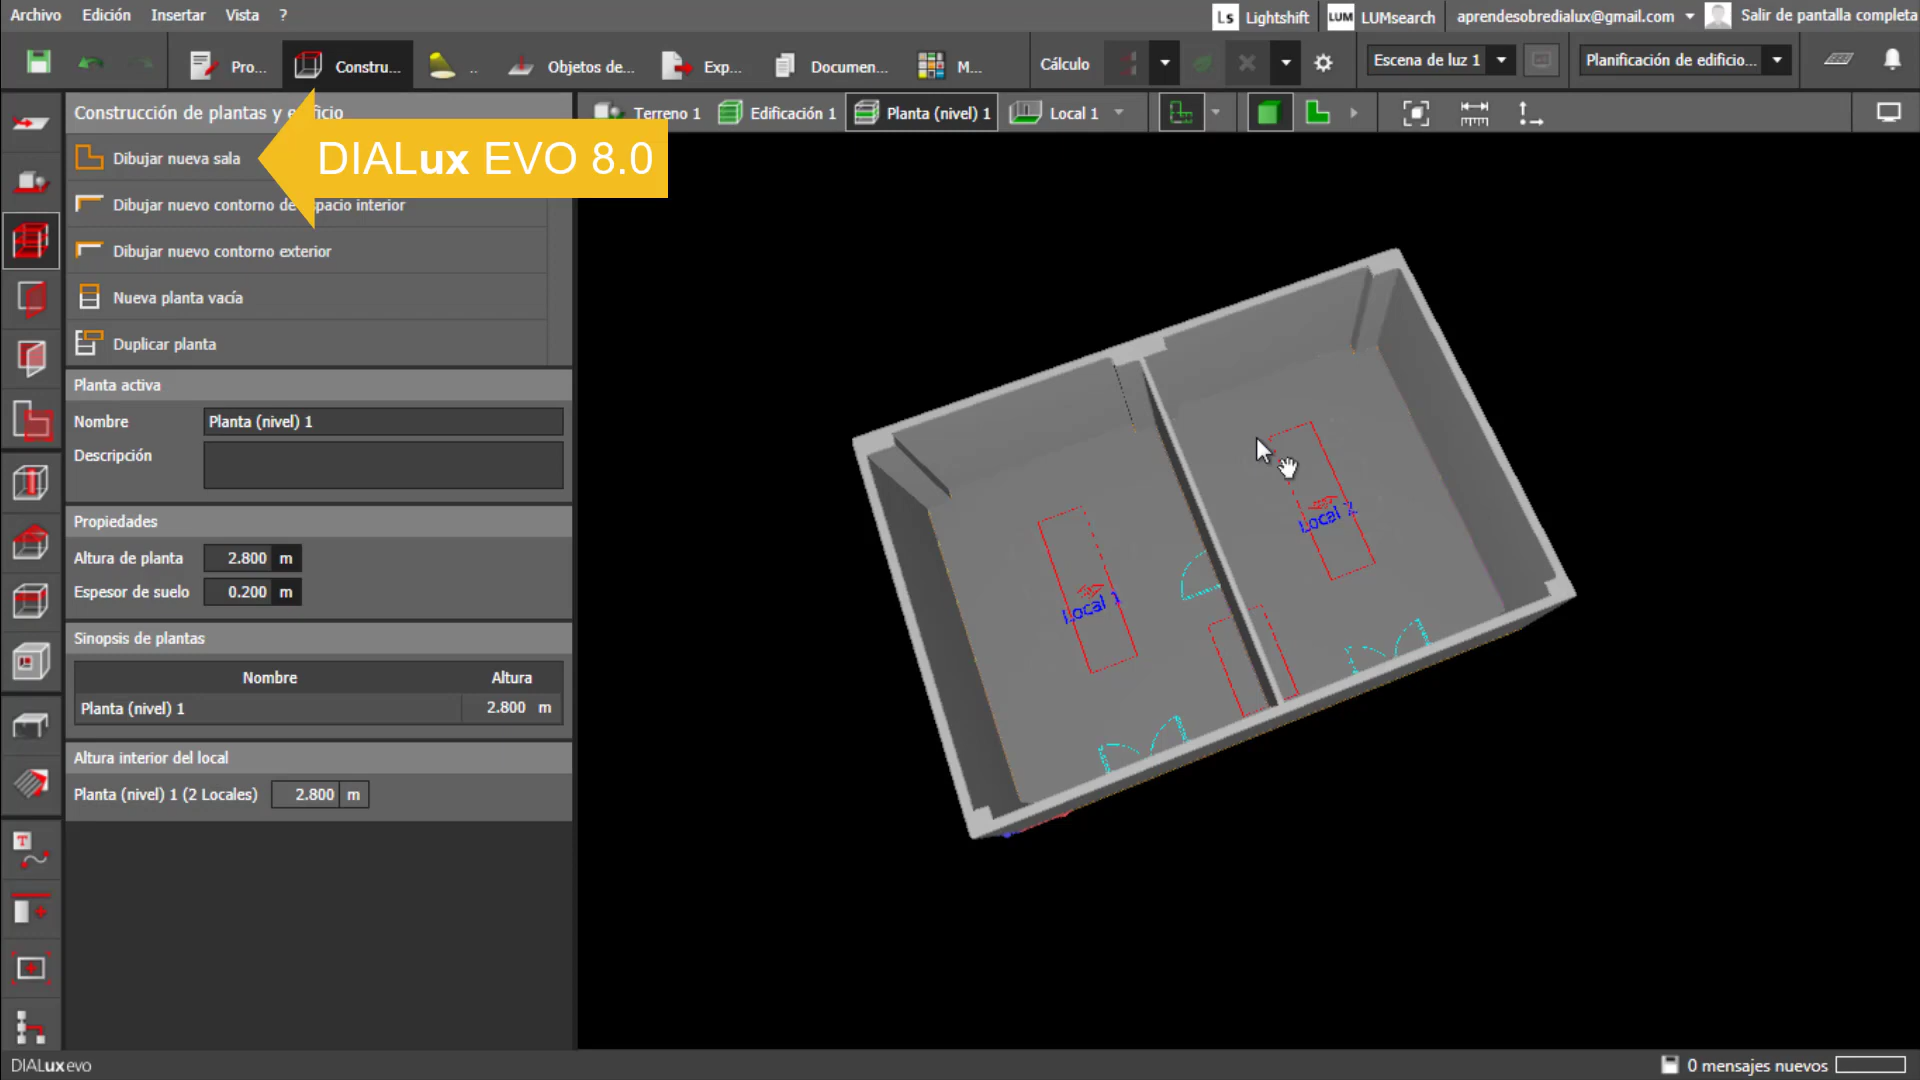 Archivo Edición Insertar Vista ?
Ls Lightshift LUM LUMsearch aprendesobredialux@gmail.com Salir de pantalla completa
Pro... Constru... .. Objetos de... Exp... Documen... M... Cálculo Escena de luz 1 Planificación de edificio...
Construcción de plantas y e ficio
Terreno 1 Edificación 1 Planta (nivel) 1 Local 1
Dibujar nueva sala
DIALux EVO 8.0
Dibujar nuevo contorno de spacio interior
Dibujar nuevo contorno exterior
Nueva planta vacía
Duplicar planta
Planta activa
Nombre Planta (nivel) 1
Descripción
Propiedades
Altura de planta 2.800 m
Espesor de suelo 0.200 m
Sinopsis de plantas
Nombre Altura
Planta (nivel) 1 2.800 m
Altura interior del local
Planta (nivel) 1 (2 Locales) 2.800 m
Local 1
Local 2
T
DIALux evo
0 mensajes nuevos